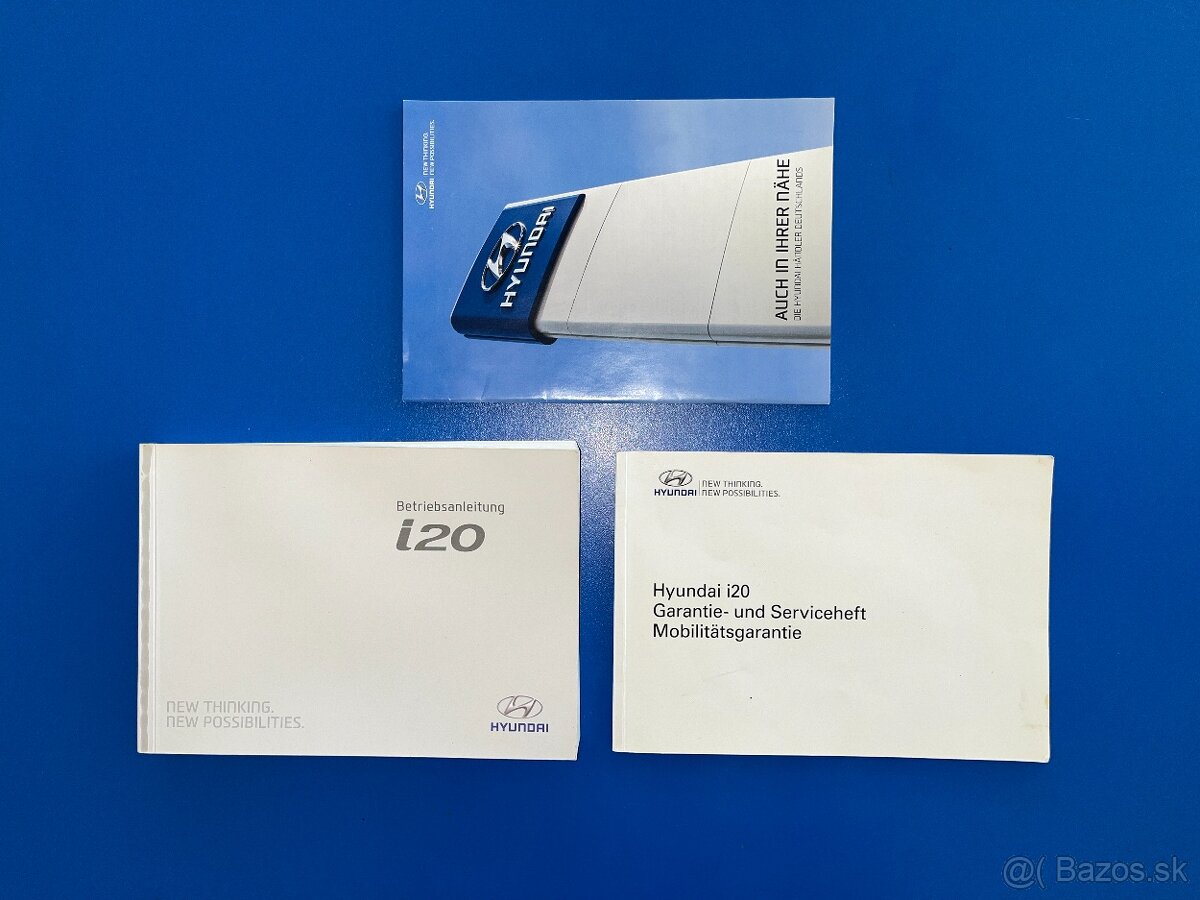 HYUNDAI
NEW THINKING.
NEW POSSIBILITIES.
HYUNDAI
AUCH IN IHRER NÄHE
DIE HYUNDAI HÄNDLER DEUTSCHLANDS
Betriebsanleitung
i20
NEW THINKING.
NEW POSSIBILITIES.
HYUNDAI
HYUNDAI
NEW THINKING.
NEW POSSIBILITIES.
Hyundai i20
Garantie- und Serviceheft
Mobilitätsgarantie
@( Bazos.sk